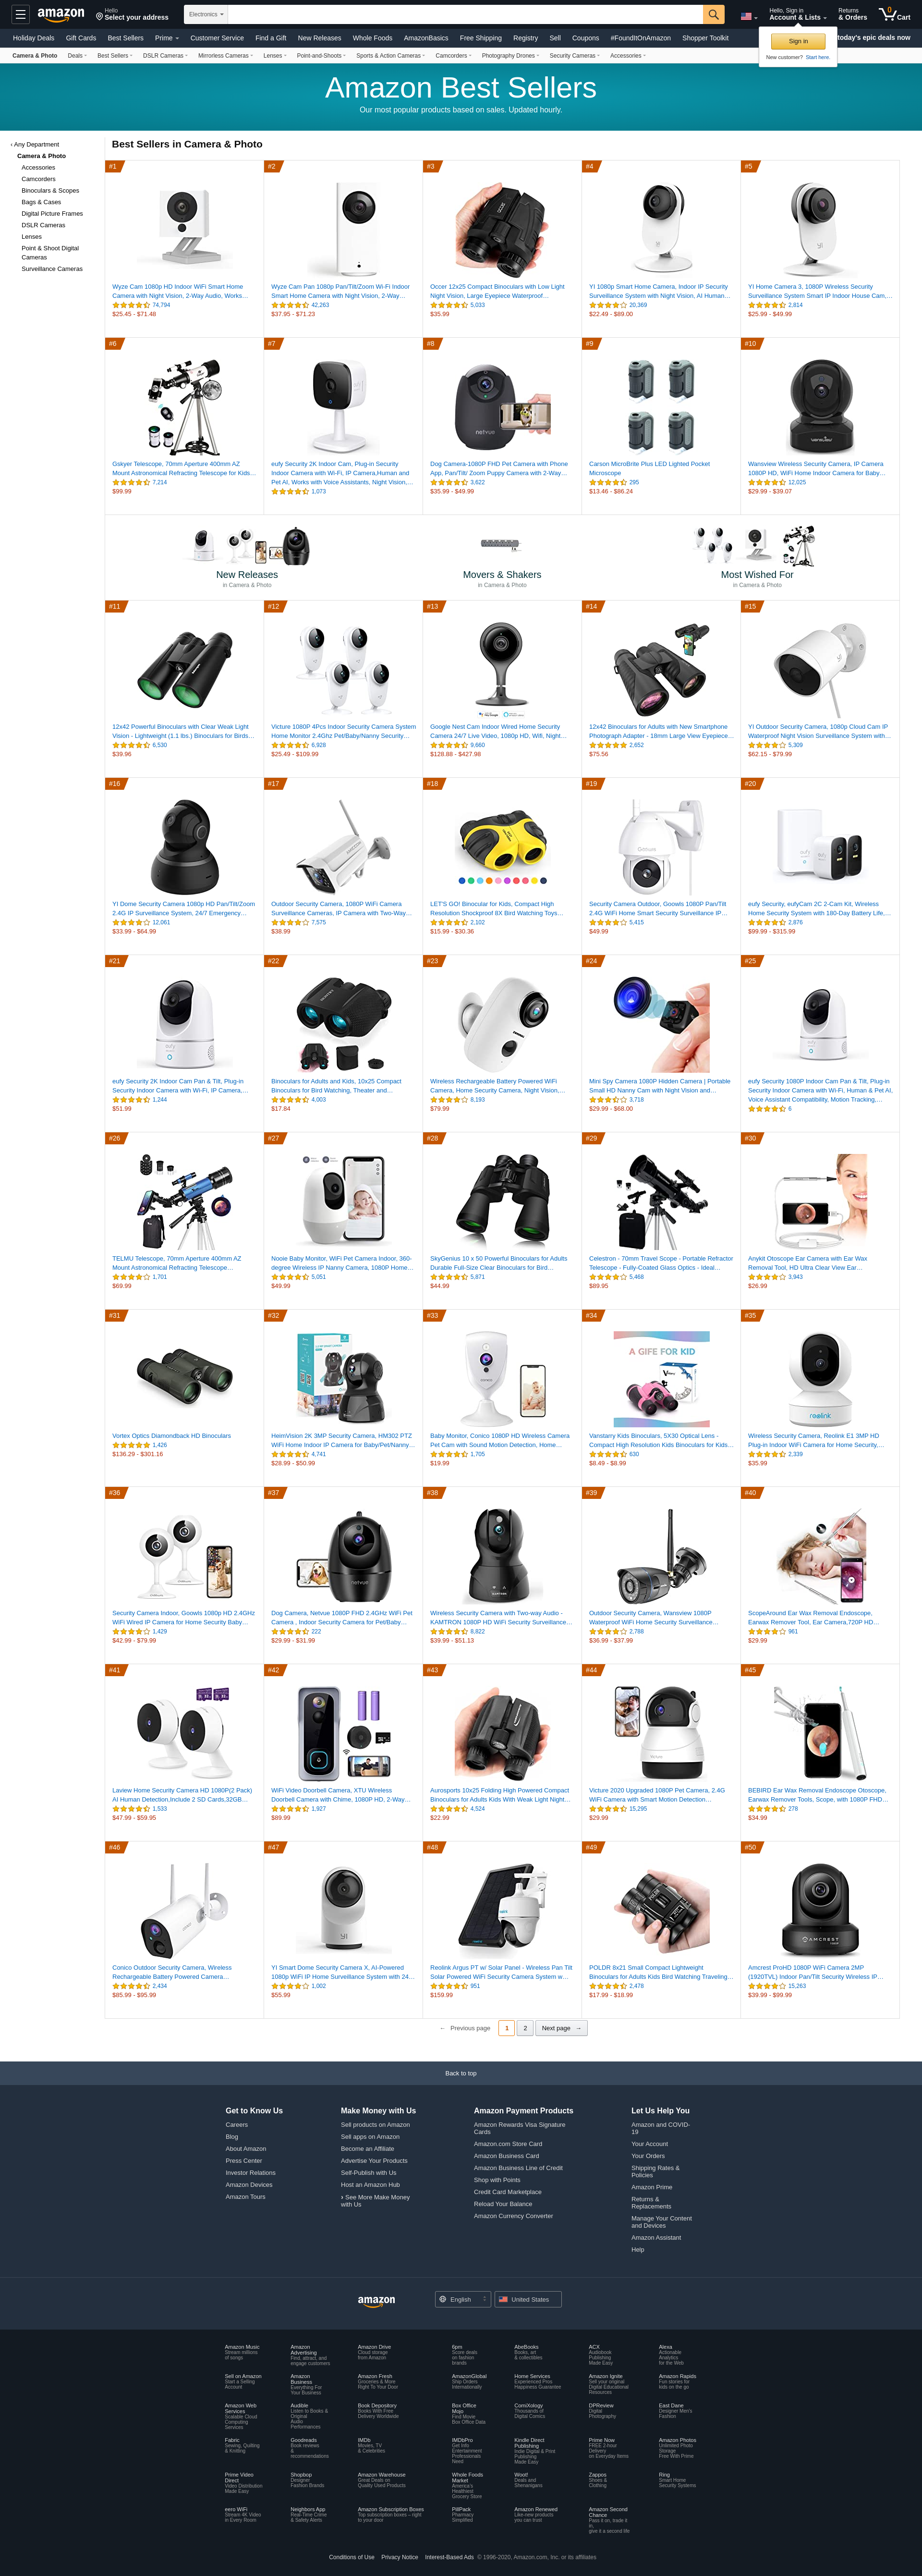 amazon
Hello
Select your address
Electronics
Hello, Sign in
Account & Lists
Returns
& Orders
0
Cart
Holiday Deals Gift Cards Best Sellers Prime Customer Service Find a Gift New Releases Whole Foods AmazonBasics Free Shipping Registry Sell Coupons #FoundItOnAmazon Shopper Toolkit
today's epic deals now
Sign in
New customer? Start here.
Camera & Photo Deals Best Sellers DSLR Cameras Mirrorless Cameras Lenses Point-and-Shoots Sports & Action Cameras Camcorders Photography Drones Security Cameras Accessories
Amazon Best Sellers
Our most popular products based on sales. Updated hourly.
‹ Any Department
Camera & Photo
Accessories
Camcorders
Binoculars & Scopes
Bags & Cases
Digital Picture Frames
DSLR Cameras
Lenses
Point & Shoot Digital
Cameras
Surveillance Cameras
Best Sellers in Camera & Photo
#1
Wyze Cam 1080p HD Indoor WiFi Smart Home
Camera with Night Vision, 2-Way Audio, Works…
74,794
$25.45 - $71.48
#2
Wyze Cam Pan 1080p Pan/Tilt/Zoom Wi-Fi Indoor
Smart Home Camera with Night Vision, 2-Way…
42,263
$37.95 - $71.23
#3
Occer 12x25 Compact Binoculars with Low Light
Night Vision, Large Eyepiece Waterproof…
5,033
$35.99
#4
YI 1080p Smart Home Camera, Indoor IP Security
Surveillance System with Night Vision, AI Human…
20,369
$22.49 - $89.00
#5
YI Home Camera 3, 1080P Wireless Security
Surveillance System Smart IP Indoor House Cam,…
2,814
$25.99 - $49.99
#6
Gskyer Telescope, 70mm Aperture 400mm AZ
Mount Astronomical Refracting Telescope for Kids…
7,214
$99.99
#7
eufy Security 2K Indoor Cam, Plug-in Security
Indoor Camera with Wi-Fi, IP Camera,Human and
Pet AI, Works with Voice Assistants, Night Vision,…
1,073
#8
netvue
Dog Camera-1080P FHD Pet Camera with Phone
App, Pan/Tilt/ Zoom Puppy Camera with 2-Way…
3,622
$35.99 - $49.99
#9
Carson MicroBrite Plus LED Lighted Pocket
Microscope
295
$13.46 - $86.24
#10
wansview
Wansview Wireless Security Camera, IP Camera
1080P HD, WiFi Home Indoor Camera for Baby…
12,025
$29.99 - $39.07
New Releases
in Camera & Photo
Movers & Shakers
in Camera & Photo
Most Wished For
in Camera & Photo
#11
12x42 Powerful Binoculars with Clear Weak Light
Vision - Lightweight (1.1 lbs.) Binoculars for Birds…
6,530
$39.96
#12
Victure 1080P 4Pcs Indoor Security Camera System
Home Monitor 2.4Ghz Pet/Baby/Nanny Security…
6,928
$25.49 - $109.99
#13
Google Nest Cam Indoor Wired Home Security
Camera 24/7 Live Video, 1080p HD, Wifi, Night…
9,660
$128.88 - $427.98
#14
12x42 Binoculars for Adults with New Smartphone
Photograph Adapter - 18mm Large View Eyepiece…
2,652
$75.56
#15
YI Outdoor Security Camera, 1080p Cloud Cam IP
Waterproof Night Vision Surveillance System with…
5,309
$62.15 - $79.99
#16
YI Dome Security Camera 1080p HD Pan/Tilt/Zoom
2.4G IP Surveillance System, 24/7 Emergency…
12,061
$33.99 - $64.99
#17
Outdoor Security Camera, 1080P WiFi Camera
Surveillance Cameras, IP Camera with Two-Way…
7,575
$38.99
#18
LET'S GO! Binocular for Kids, Compact High
Resolution Shockproof 8X Bird Watching Toys…
2,102
$15.99 - $30.36
#19
Security Camera Outdoor, Goowls 1080P Pan/Tilt
2.4G WiFi Home Smart Security Surveillance IP…
5,415
$49.99
#20
eufy Security, eufyCam 2C 2-Cam Kit, Wireless
Home Security System with 180-Day Battery Life,…
2,876
$99.99 - $315.99
#21
eufy Security 2K Indoor Cam Pan & Tilt, Plug-in
Security Indoor Camera with Wi-Fi, IP Camera,…
1,244
$51.99
#22
Binoculars for Adults and Kids, 10x25 Compact
Binoculars for Bird Watching, Theater and…
4,003
$17.84
#23
Wireless Rechargeable Battery Powered WiFi
Camera, Home Security Camera, Night Vision,…
8,193
$79.99
#24
Mini Spy Camera 1080P Hidden Camera | Portable
Small HD Nanny Cam with Night Vision and…
3,718
$29.99 - $68.00
#25
eufy Security 1080P Indoor Cam Pan & Tilt, Plug-in
Security Indoor Camera with Wi-Fi, Human & Pet AI,
Voice Assistant Compatibility, Motion Tracking,…
6
#26
TELMU Telescope, 70mm Aperture 400mm AZ
Mount Astronomical Refracting Telescope…
1,701
$69.99
#27
Nooie Baby Monitor, WiFi Pet Camera Indoor, 360-
degree Wireless IP Nanny Camera, 1080P Home…
5,051
$49.99
#28
SkyGenius 10 x 50 Powerful Binoculars for Adults
Durable Full-Size Clear Binoculars for Bird…
5,871
$44.99
#29
Celestron - 70mm Travel Scope - Portable Refractor
Telescope - Fully-Coated Glass Optics - Ideal…
5,468
$89.95
#30
Anykit Otoscope Ear Camera with Ear Wax
Removal Tool, HD Ultra Clear View Ear…
3,943
$26.99
#31
Vortex Optics Diamondback HD Binoculars
1,426
$136.29 - $301.16
#32
HeimVision 2K 3MP Security Camera, HM302 PTZ
WiFi Home Indoor IP Camera for Baby/Pet/Nanny…
4,741
$28.99 - $50.99
#33
Baby Monitor, Conico 1080P HD Wireless Camera
Pet Cam with Sound Motion Detection, Home…
1,705
$19.99
#34
A GIFE FOR KID
Vanstarry Kids Binoculars, 5X30 Optical Lens -
Compact High Resolution Kids Binoculars for Kids…
630
$8.49 - $8.99
#35
reolink
Wireless Security Camera, Reolink E1 3MP HD
Plug-in Indoor WiFi Camera for Home Security,…
2,339
$35.99
#36
Security Camera Indoor, Goowls 1080p HD 2.4GHz
WiFi Wired IP Camera for Home Security Baby…
1,429
$42.99 - $79.99
#37
netvue
Dog Camera, Netvue 1080P FHD 2.4GHz WiFi Pet
Camera , Indoor Security Camera for Pet/Baby…
222
$29.99 - $31.99
#38
Wireless Security Camera with Two-way Audio -
KAMTRON 1080P HD WiFi Security Surveillance…
8,822
$39.99 - $51.13
#39
Outdoor Security Camera, Wansview 1080P
Waterproof WiFi Home Security Surveillance…
2,788
$36.99 - $37.99
#40
ScopeAround Ear Wax Removal Endoscope,
Earwax Remover Tool, Ear Camera,720P HD…
961
$29.99
#41
Laview Home Security Camera HD 1080P(2 Pack)
AI Human Detection,Include 2 SD Cards,32GB…
1,533
$47.99 - $59.95
#42
WiFi Video Doorbell Camera, XTU Wireless
Doorbell Camera with Chime, 1080P HD, 2-Way…
1,927
$89.99
#43
Aurosports 10x25 Folding High Powered Compact
Binoculars for Adults Kids With Weak Light Night…
4,524
$22.99
#44
Victure 2020 Upgraded 1080P Pet Camera, 2.4G
WiFi Camera with Smart Motion Detection…
15,295
$29.99
#45
BEBIRD Ear Wax Removal Endoscope Otoscope,
Earwax Remover Tools, Scope, with 1080P FHD…
278
$34.99
#46
Conico Outdoor Security Camera, Wireless
Rechargeable Battery Powered Camera…
2,434
$85.99 - $95.99
#47
YI
YI Smart Dome Security Camera X, AI-Powered
1080p WiFi IP Home Surveillance System with 24…
1,002
$55.99
#48
Reolink Argus PT w/ Solar Panel - Wireless Pan Tilt
Solar Powered WiFi Security Camera System w…
951
$159.99
#49
POLDR 8x21 Small Compact Lightweight
Binoculars for Adults Kids Bird Watching Traveling…
2,478
$17.99 - $18.99
#50
AMCREST
Amcrest ProHD 1080P WiFi Camera 2MP
(1920TVL) Indoor Pan/Tilt Security Wireless IP…
15,263
$39.99 - $99.99
← Previous page 1 2 Next page →
Back to top
Get to Know Us
Careers
Blog
About Amazon
Press Center
Investor Relations
Amazon Devices
Amazon Tours
Make Money with Us
Sell products on Amazon
Sell apps on Amazon
Become an Affiliate
Advertise Your Products
Self-Publish with Us
Host an Amazon Hub
› See More Make Money
with Us
Amazon Payment Products
Amazon Rewards Visa Signature
Cards
Amazon.com Store Card
Amazon Business Card
Amazon Business Line of Credit
Shop with Points
Credit Card Marketplace
Reload Your Balance
Amazon Currency Converter
Let Us Help You
Amazon and COVID-
19
Your Account
Your Orders
Shipping Rates &
Policies
Amazon Prime
Returns &
Replacements
Manage Your Content
and Devices
Amazon Assistant
Help
amazon
English
United States
Amazon Music
Stream millions
of songs
Amazon
Advertising
Find, attract, and
engage customers
Amazon Drive
Cloud storage
from Amazon
6pm
Score deals
on fashion
brands
AbeBooks
Books, art
& collectibles
ACX
Audiobook
Publishing
Made Easy
Alexa
Actionable
Analytics
for the Web
Sell on Amazon
Start a Selling
Account
Amazon
Business
Everything For
Your Business
Amazon Fresh
Groceries & More
Right To Your Door
AmazonGlobal
Ship Orders
Internationally
Home Services
Experienced Pros
Happiness Guarantee
Amazon Ignite
Sell your original
Digital Educational
Resources
Amazon Rapids
Fun stories for
kids on the go
Amazon Web
Services
Scalable Cloud
Computing
Services
Audible
Listen to Books &
Original
Audio
Performances
Book Depository
Books With Free
Delivery Worldwide
Box Office
Mojo
Find Movie
Box Office Data
ComiXology
Thousands of
Digital Comics
DPReview
Digital
Photography
East Dane
Designer Men's
Fashion
Fabric
Sewing, Quilting
& Knitting
Goodreads
Book reviews
&
recommendations
IMDb
Movies, TV
& Celebrities
IMDbPro
Get Info
Entertainment
Professionals
Need
Kindle Direct
Publishing
Indie Digital & Print
Publishing
Made Easy
Prime Now
FREE 2-hour
Delivery
on Everyday Items
Amazon Photos
Unlimited Photo
Storage
Free With Prime
Prime Video
Direct
Video Distribution
Made Easy
Shopbop
Designer
Fashion Brands
Amazon Warehouse
Great Deals on
Quality Used Products
Whole Foods
Market
America's
Healthiest
Grocery Store
Woot!
Deals and
Shenanigans
Zappos
Shoes &
Clothing
Ring
Smart Home
Security Systems
eero WiFi
Stream 4K Video
in Every Room
Neighbors App
Real-Time Crime
& Safety Alerts
Amazon Subscription Boxes
Top subscription boxes – right
to your door
PillPack
Pharmacy
Simplified
Amazon Renewed
Like-new products
you can trust
Amazon Second
Chance
Pass it on, trade it
in,
give it a second life
Conditions of Use Privacy Notice Interest-Based Ads © 1996-2020, Amazon.com, Inc. or its affiliates